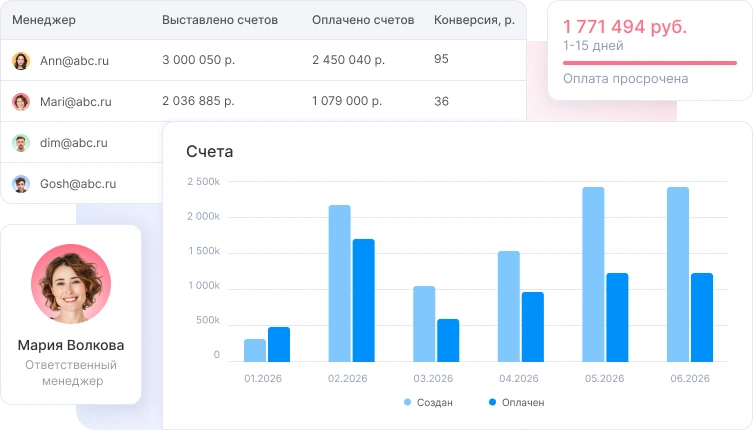 Менеджер Выставлено счетов Оплачено счетов Конверсия, р.
Ann@abc.ru 3 000 050 р. 2 450 040 р. 95
Mari@abc.ru 2 036 885 р. 1 079 000 р. 36
dim@abc.ru
Gosh@abc.ru
1 771 494 руб.
1-15 дней
Оплата просрочена
Счета
2 500k
2 000k
1 500k
1 000k
500k
0
01.2026 02.2026 03.2026 04.2026 05.2026 06.2026
Создан Оплачен
Мария Волкова
Ответственный
менеджер